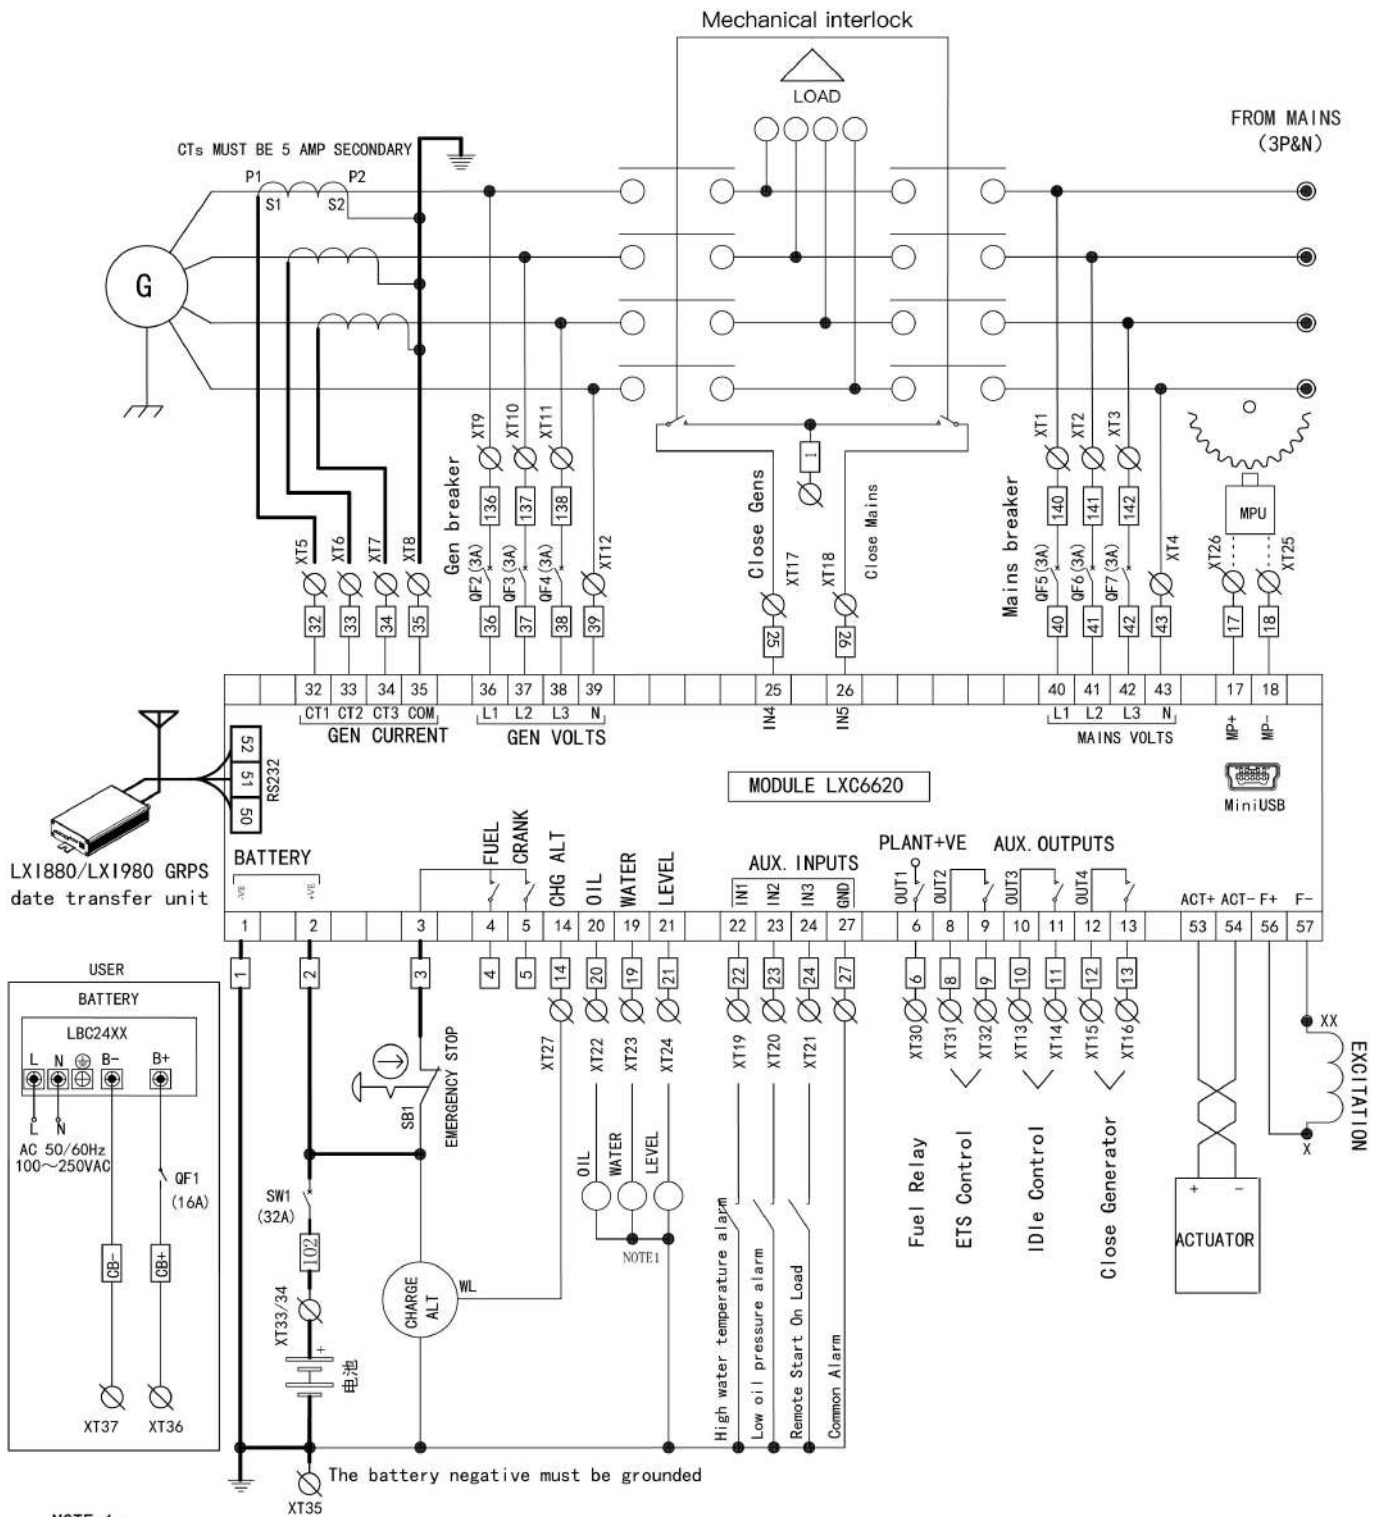 Mechanical interlock
LOAD
FROM MAINS
(3P&N)
CTs MUST BE 5 AMP SECONDARY
P1 P2
S1 S2
G
XT9 XT10 XT11
XT1 XT2 XT3
Gen breaker
136 137 138
1
Close Gens
Close Mains
Mains breaker
140 141 142
MPU
XT5 XT6 XT7 XT8
QF2(3A) QF3(3A) QF4(3A)
XT12
XT17 XT18
QF5(3A) QF6(3A) QF7(3A)
XT4
XT26 XT25
32 33 34 35 36 37 38 39 25 26 40 41 42 43 17 18
32 33 34 35 36 37 38 39 25 26 40 41 42 43 17 18
CT1 CT2 CT3 COM L1 L2 L3 N IN4 IN5 L1 L2 L3 N MP+ MP-
GEN CURRENT GEN VOLTS MAINS VOLTS
52
51
50
RS232
MODULE LXC6620
MiniUSB
LXI880/LXI980 GRPS
date transfer unit
BATTERY
-VE +VE
FUEL CRANK CHG ALT OIL WATER LEVEL
AUX. INPUTS
IN1 IN2 IN3 GND
PLANT+VE AUX. OUTPUTS
OUT1 OUT2 OUT3 OUT4
ACT+ ACT- F+ F-
1 2 3 4 5 14 20 19 21 22 23 24 27 6 8 9 10 11 12 13 53 54 56 57
1 2 3 4 5 14 20 19 21 22 23 24 27 6 8 9 10 11 12 13
USER
BATTERY
LBC24XX
L N B- B+
L N
AC 50/60Hz
100～250VAC
QF1
(16A)
CB- CB+
XT37 XT36
SW1
(32A)
102
XT33/34
+
电池
SB1
EMERGENCY STOP
CHARGE
ALT
WL
XT27 XT22 XT23 XT24
OIL WATER LEVEL
NOTE1
XT19 XT20 XT21
High water temperature alarm
Low oil pressure alarm
Remote Start On Load
Common Alarm
XT30 XT31 XT32 XT13 XT14 XT15 XT16
Fuel Relay
ETS Control
IDle Control
Close Generator
+ -
ACTUATOR
XX
EXCITATION
X
The battery negative must be grounded
XT35